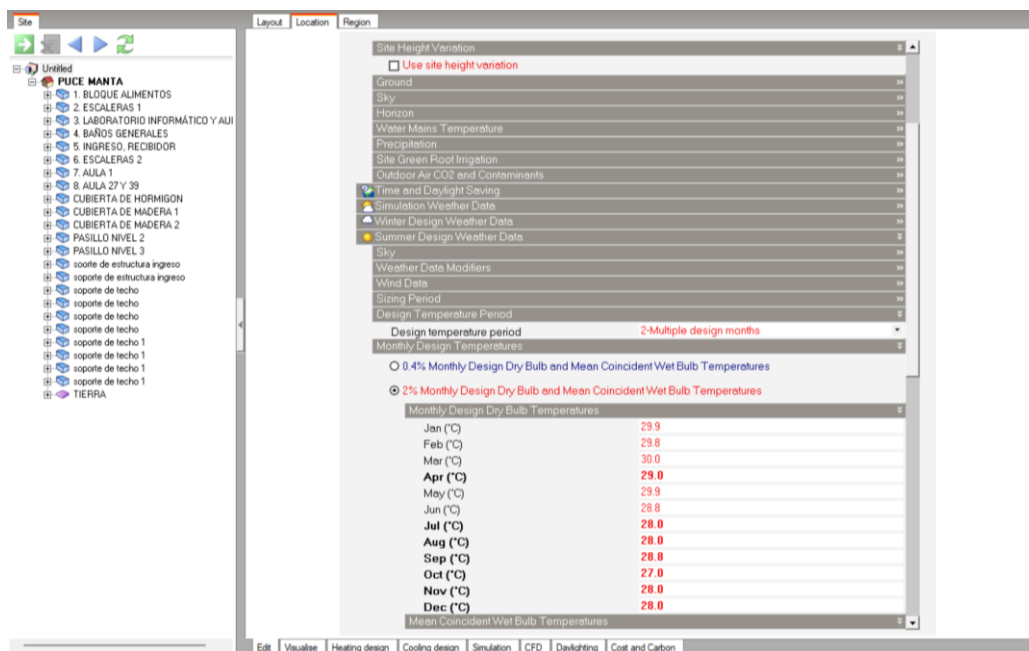 Site
Untitled
PUCE MANTA
1. BLOQUE ALIMENTOS
2. ESCALERAS 1
3. LABORATORIO INFORMÁTICO Y AUI
4. BAÑOS GENERALES
5. INGRESO, RECIBIDOR
6. ESCALERAS 2
7. AULA 1
8. AULA 27 Y 39
CUBIERTA DE HORMIGON
CUBIERTA DE MADERA 1
CUBIERTA DE MADERA 2
PASILLO NIVEL 2
PASILLO NIVEL 3
soorte de estructura ingreso
soporte de estructura ingreso
soporte de techo
soporte de techo
soporte de techo
soporte de techo
soporte de techo 1
soporte de techo 1
soporte de techo 1
soporte de techo 1
TIERRA
Layout Location Region
Site Height Variation
Use site height variation
Ground
Sky
Horizon
Water Mains Temperature
Precipitation
Site Green Roof Irrigation
Outdoor Air CO2 and Contaminants
Time and Daylight Saving
Simulation Weather Data
Winter Design Weather Data
Summer Design Weather Data
Sky
Weather Data Modifiers
Wind Data
Sizing Period
Design Temperature Period
Design temperature period 2-Multiple design months
Monthly Design Temperatures
0.4% Monthly Design Dry Bulb and Mean Coincident Wet Bulb Temperatures
2% Monthly Design Dry Bulb and Mean Coincident Wet Bulb Temperatures
Monthly Design Dry Bulb Temperatures
Jan (°C) 29.9
Feb (°C) 29.8
Mar (°C) 30.0
Apr (°C) 29.0
May (°C) 29.9
Jun (°C) 28.8
Jul (°C) 28.0
Aug (°C) 28.0
Sep (°C) 28.8
Oct (°C) 27.0
Nov (°C) 28.0
Dec (°C) 28.0
Mean Coincident Wet Bulb Temperatures
Edit Visualise Heating design Cooling design Simulation CFD Daylighting Cost and Carbon